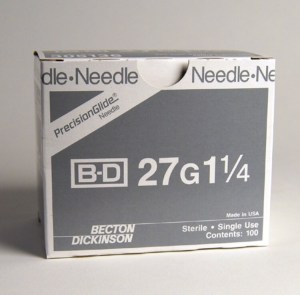 dle•Needle
Needle•Ne
PrecisionGlide®
Needle
B-D 27G1¼
Made in USA
BECTON
DICKINSON
Sterile • Single Use
Contents: 100